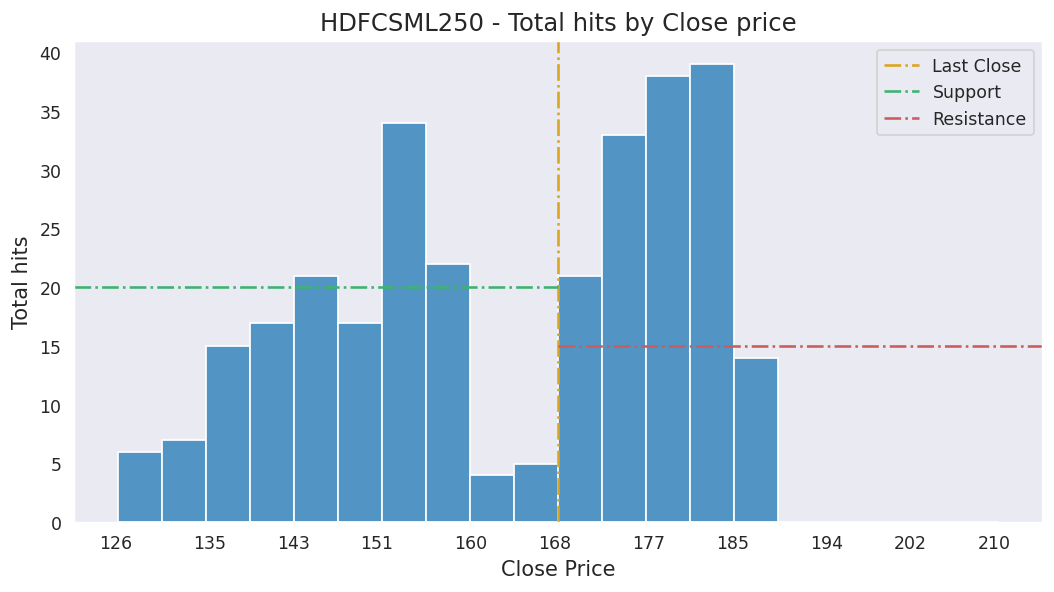 HDFCSML250 - Total hits by Close price
Last Close
Support
Resistance
Total hits
40
35
30
25
20
15
10
5
0
126 135 143 151 160 168 177 185 194 202 210
Close Price